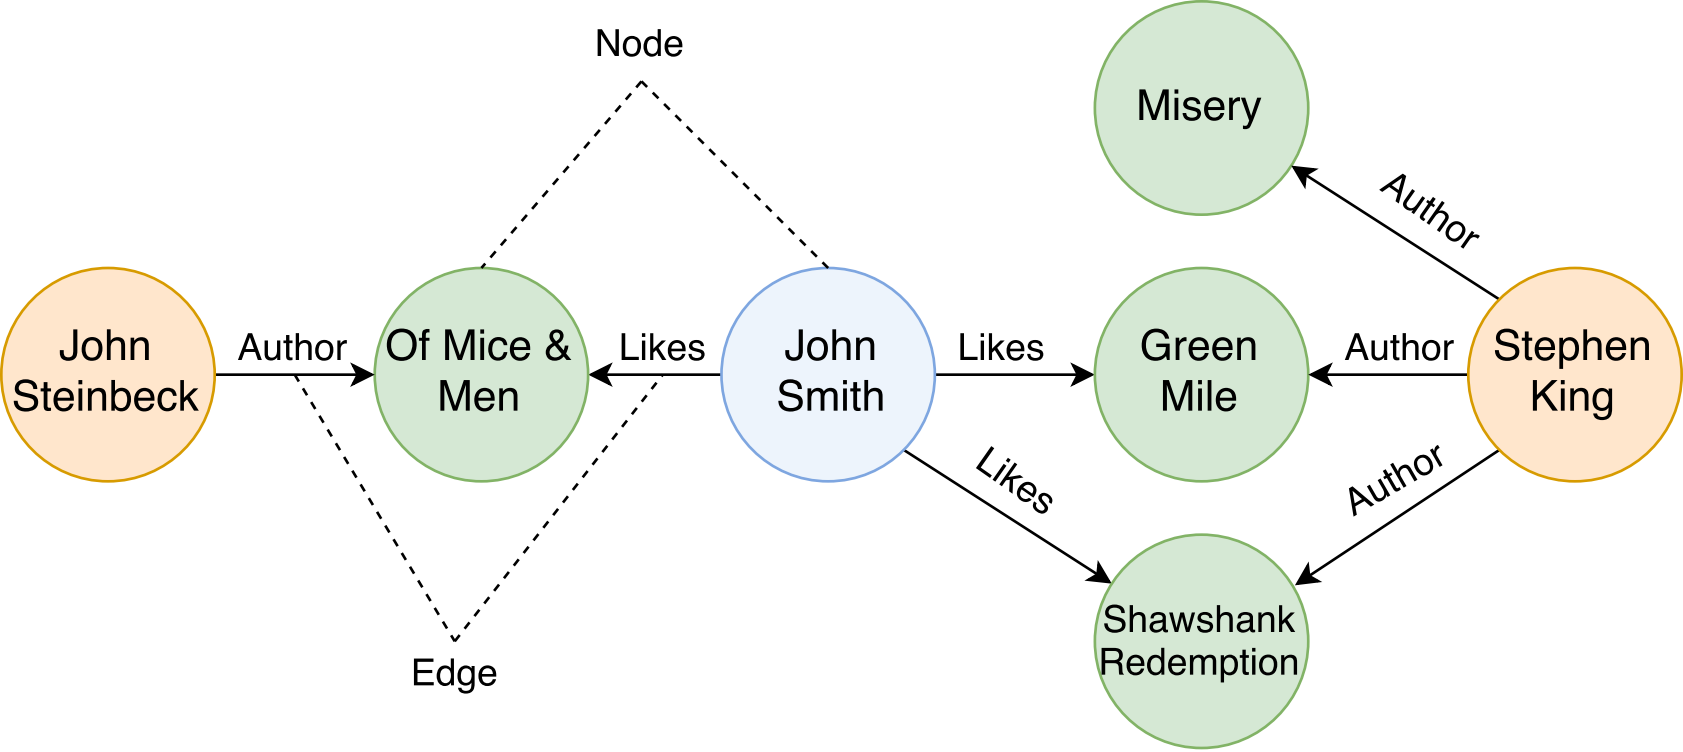 Node
Misery
Author
John
Steinbeck
Author
Of Mice &
Men
Likes
John
Smith
Likes
Green
Mile
Author
Stephen
King
Likes
Author
Shawshank
Redemption
Edge